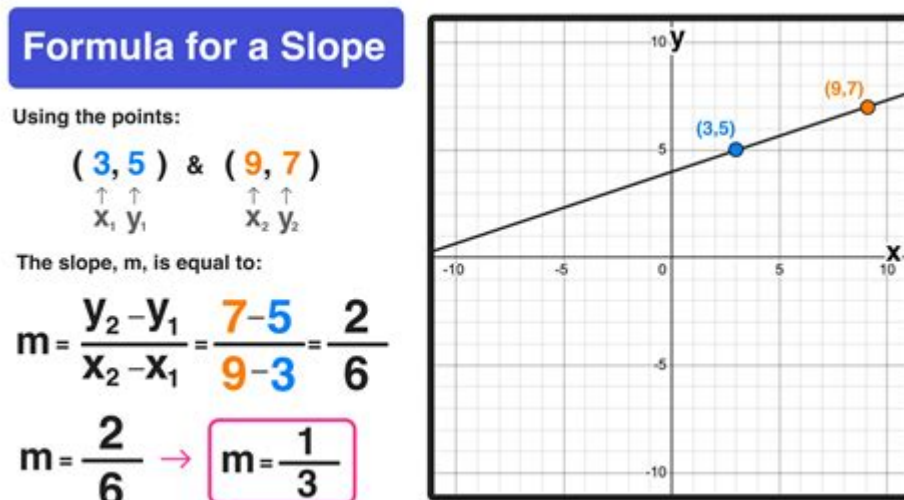 Formula for a Slope
Using the points:
( 3, 5 ) & ( 9, 7 )
↑ ↑ ↑ ↑
x₁ y₁ x₂ y₂
The slope, m, is equal to:
m = y₂ − y₁ / x₂ − x₁ = 7−5 / 9−3 = 2 / 6
m = 2 / 6 → m = 1 / 3
10 y
(9,7)
(3,5)
5
x
-10 -5 0 5 10
-5
-10